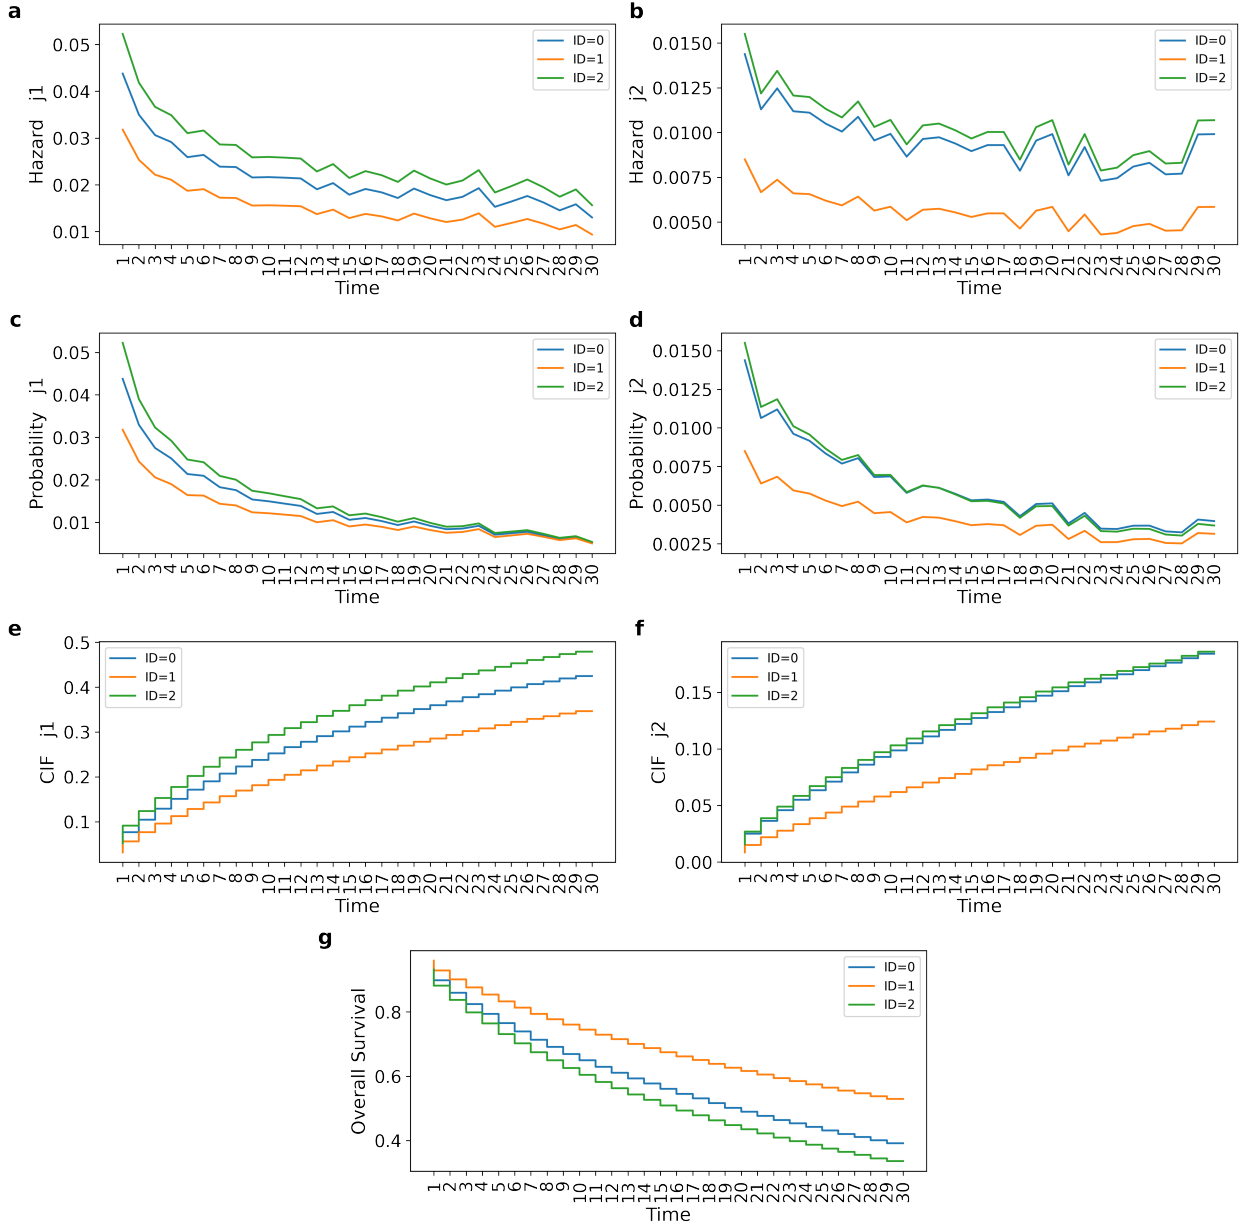 a
Hazard j1
0.05
0.04
0.03
0.02
0.01
ID=0
ID=1
ID=2
1 2 3 4 5 6 7 8 9 10 11 12 13 14 15 16 17 18 19 20 21 22 23 24 25 26 27 28 29 30
Time
b
Hazard j2
0.0150
0.0125
0.0100
0.0075
0.0050
ID=0
ID=1
ID=2
1 2 3 4 5 6 7 8 9 10 11 12 13 14 15 16 17 18 19 20 21 22 23 24 25 26 27 28 29 30
Time
c
Probability j1
0.05
0.04
0.03
0.02
0.01
ID=0
ID=1
ID=2
1 2 3 4 5 6 7 8 9 10 11 12 13 14 15 16 17 18 19 20 21 22 23 24 25 26 27 28 29 30
Time
d
Probability j2
0.0150
0.0125
0.0100
0.0075
0.0050
0.0025
ID=0
ID=1
ID=2
1 2 3 4 5 6 7 8 9 10 11 12 13 14 15 16 17 18 19 20 21 22 23 24 25 26 27 28 29 30
Time
e
CIF j1
0.5
0.4
0.3
0.2
0.1
ID=0
ID=1
ID=2
1 2 3 4 5 6 7 8 9 10 11 12 13 14 15 16 17 18 19 20 21 22 23 24 25 26 27 28 29 30
Time
f
CIF j2
0.15
0.10
0.05
0.00
ID=0
ID=1
ID=2
1 2 3 4 5 6 7 8 9 10 11 12 13 14 15 16 17 18 19 20 21 22 23 24 25 26 27 28 29 30
Time
g
Overall Survival
0.8
0.6
0.4
ID=0
ID=1
ID=2
1 2 3 4 5 6 7 8 9 10 11 12 13 14 15 16 17 18 19 20 21 22 23 24 25 26 27 28 29 30
Time